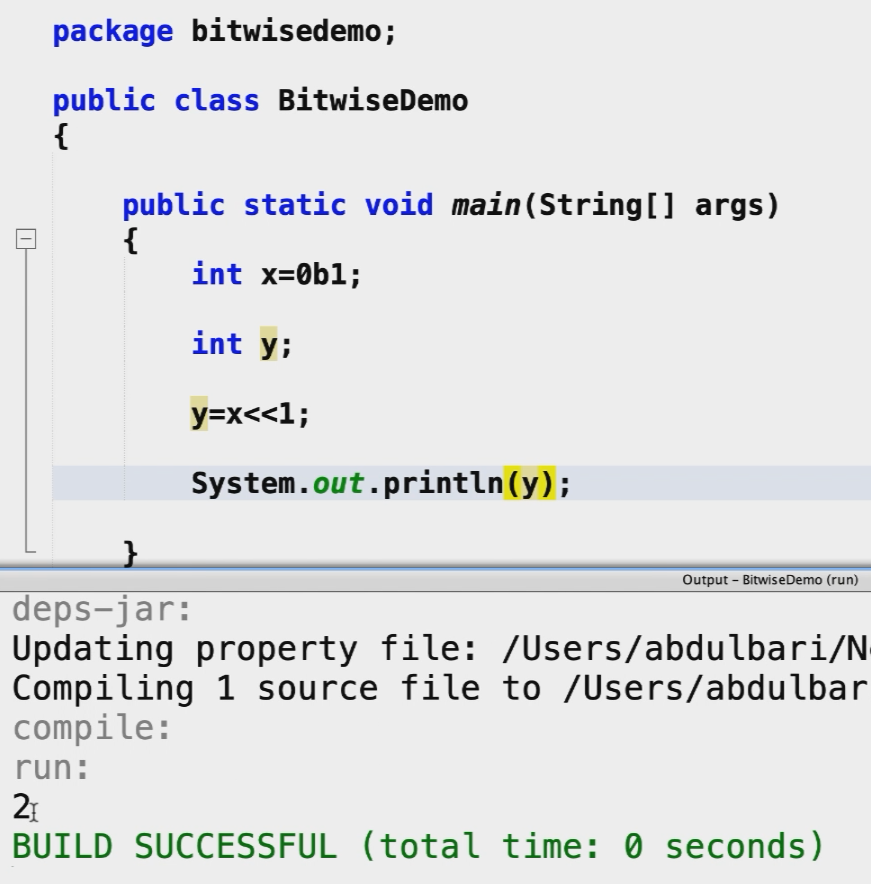 package bitwisedemo;
public class BitwiseDemo
{
public static void main(String[] args)
{
int x=0b1;
int y;
y=x<<1;
System.out.println(y);
}
Output – BitwiseDemo (run)
deps-jar:
Updating property file: /Users/abdulbari/Ne
Compiling 1 source file to /Users/abdulbar
compile:
run:
2
BUILD SUCCESSFUL (total time: 0 seconds)